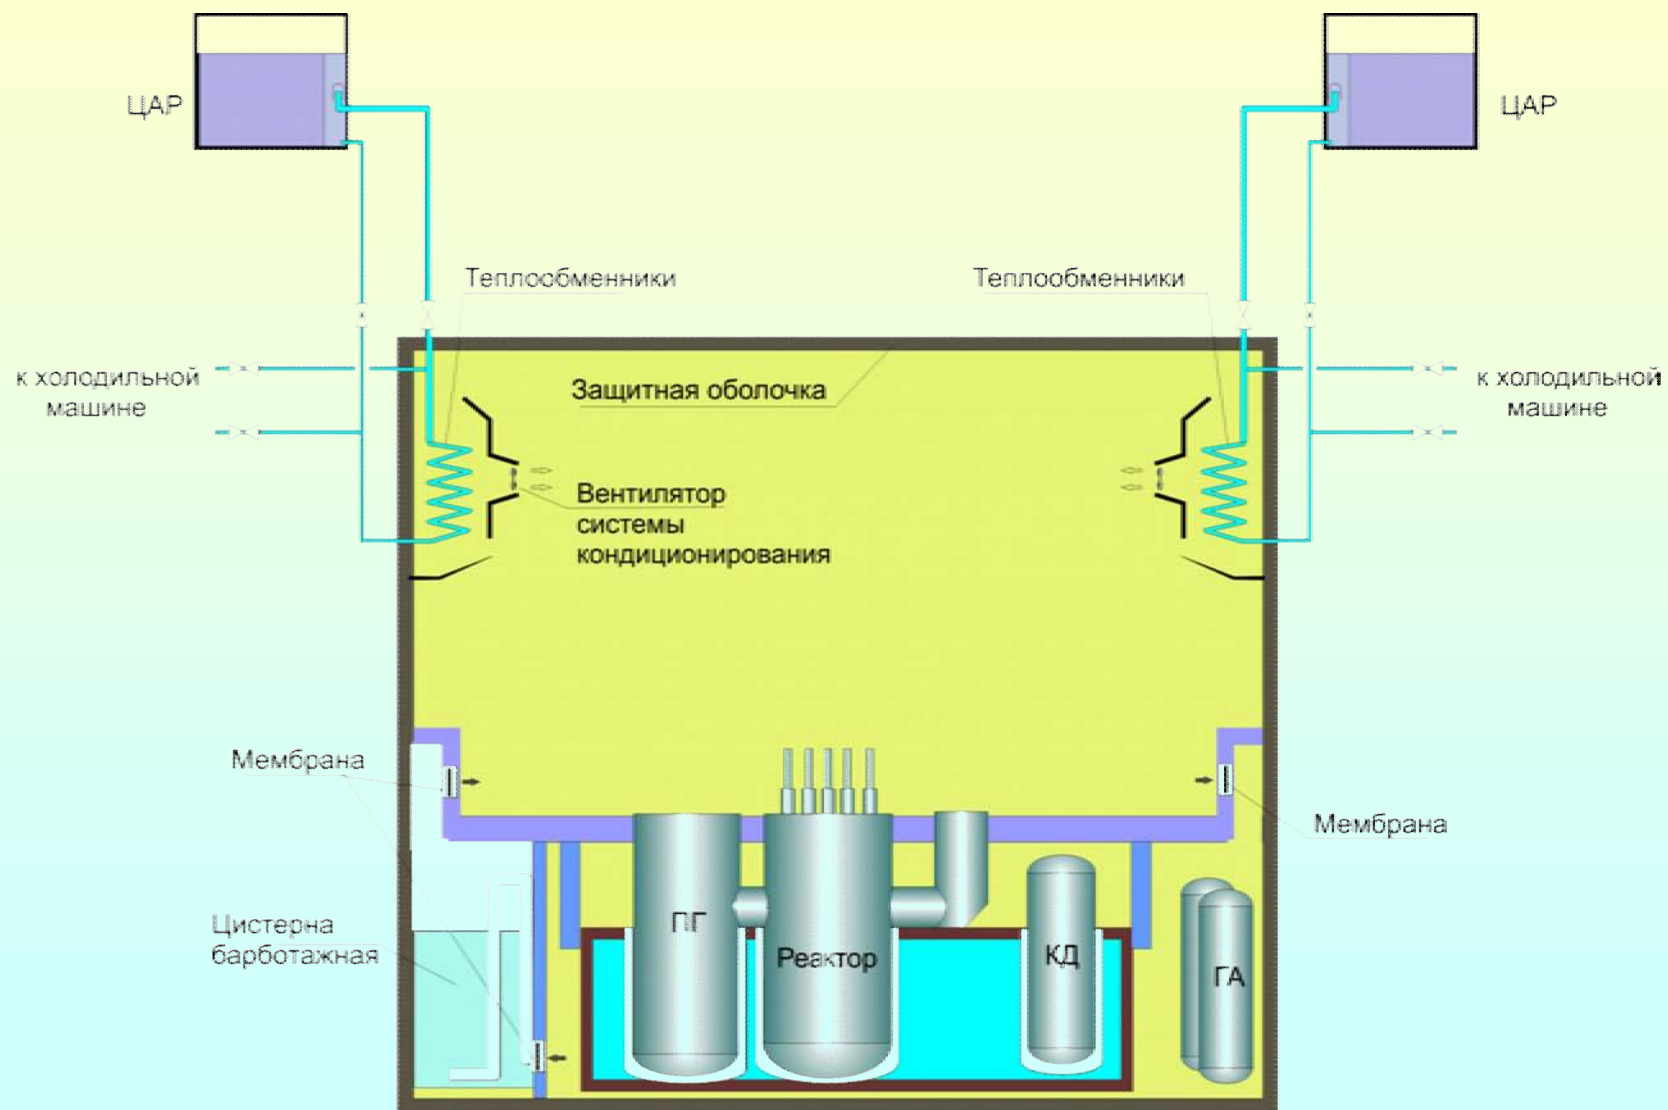 ЦАР
ЦАР
Теплообменники
Теплообменники
к холодильной
машине
Защитная оболочка
к холодильной
машине
Вентилятор
системы
кондиционирования
Мембрана
Мембрана
Цистерна
барботажная
ПГ
Реактор
КД
ГА